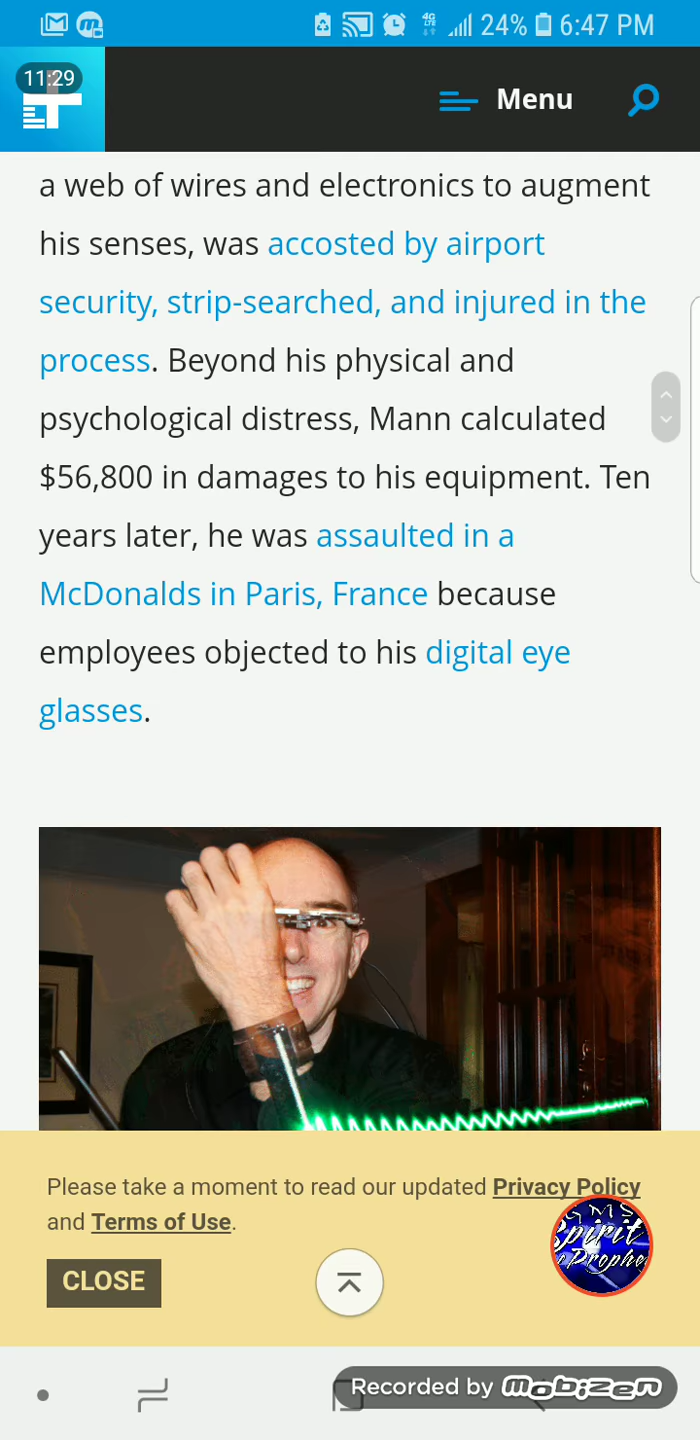 24% 6:47 PM
11:29
Menu
a web of wires and electronics to augment
his senses, was accosted by airport
security, strip-searched, and injured in the
process. Beyond his physical and
psychological distress, Mann calculated
$56,800 in damages to his equipment. Ten
years later, he was assaulted in a
McDonalds in Paris, France because
employees objected to his digital eye
glasses.
Please take a moment to read our updated Privacy Policy
and Terms of Use.
GMS
Spirit
CLOSE
Recorded by mobizen